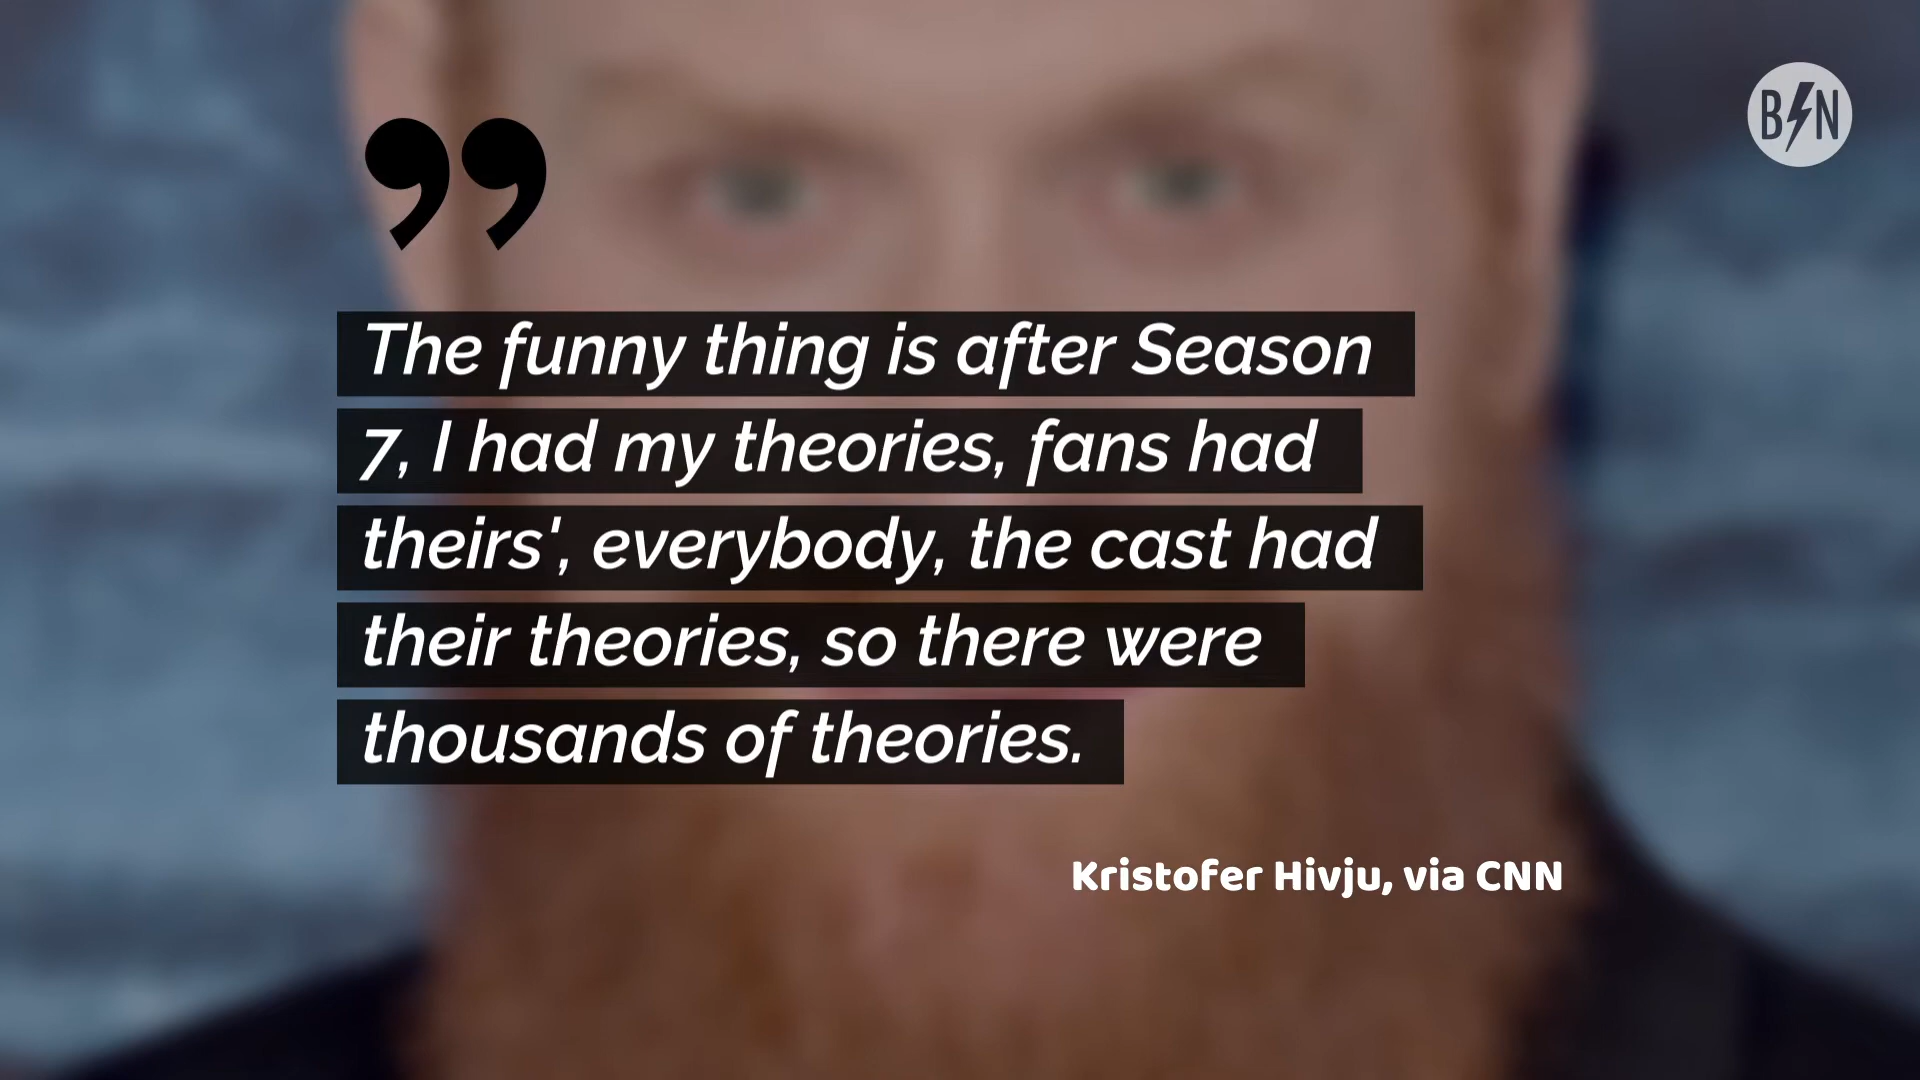 B N
The funny thing is after Season
7, I had my theories, fans had
theirs', everybody, the cast had
their theories, so there were
thousands of theories.
Kristofer Hivju, via CNN